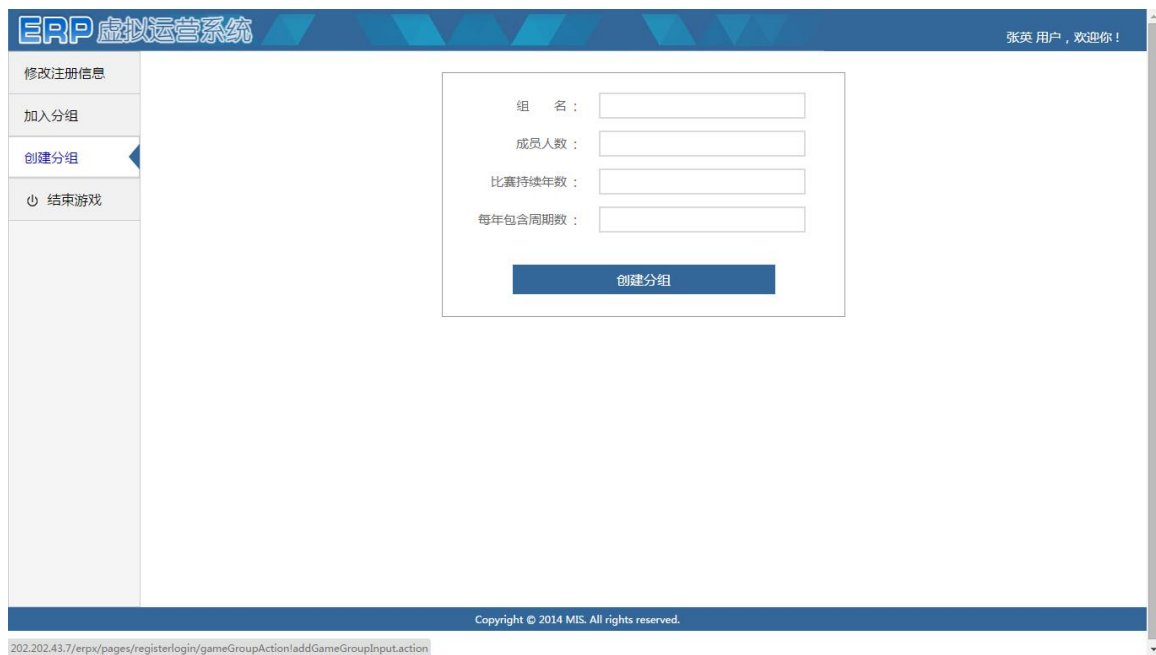 ERP虚拟运营系统
张英 用户，欢迎你！
修改注册信息
加入分组
创建分组
结束游戏
组 名：
成员人数：
比赛持续年数：
每年包含周期数：
创建分组
Copyright © 2014 MIS. All rights reserved.
202.202.43.7/erpx/pages/registerlogin/gameGroupAction!addGameGroupInput.action